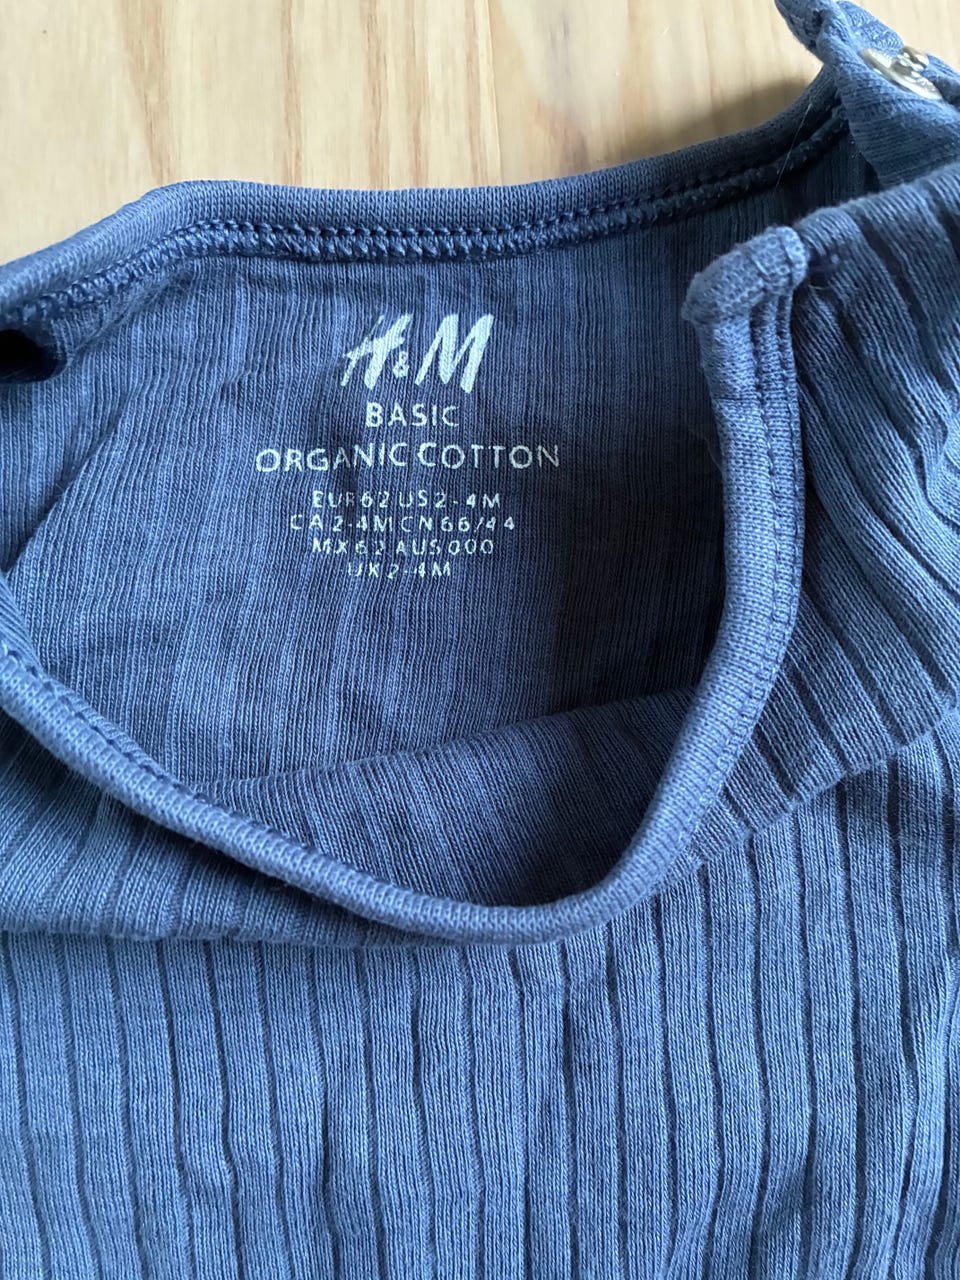 H&M
BASIC
ORGANIC COTTON
EUR 62 US 2-4M
CA 2-4M CN 66/44
MX 62 AUS 000
UK 2-4M